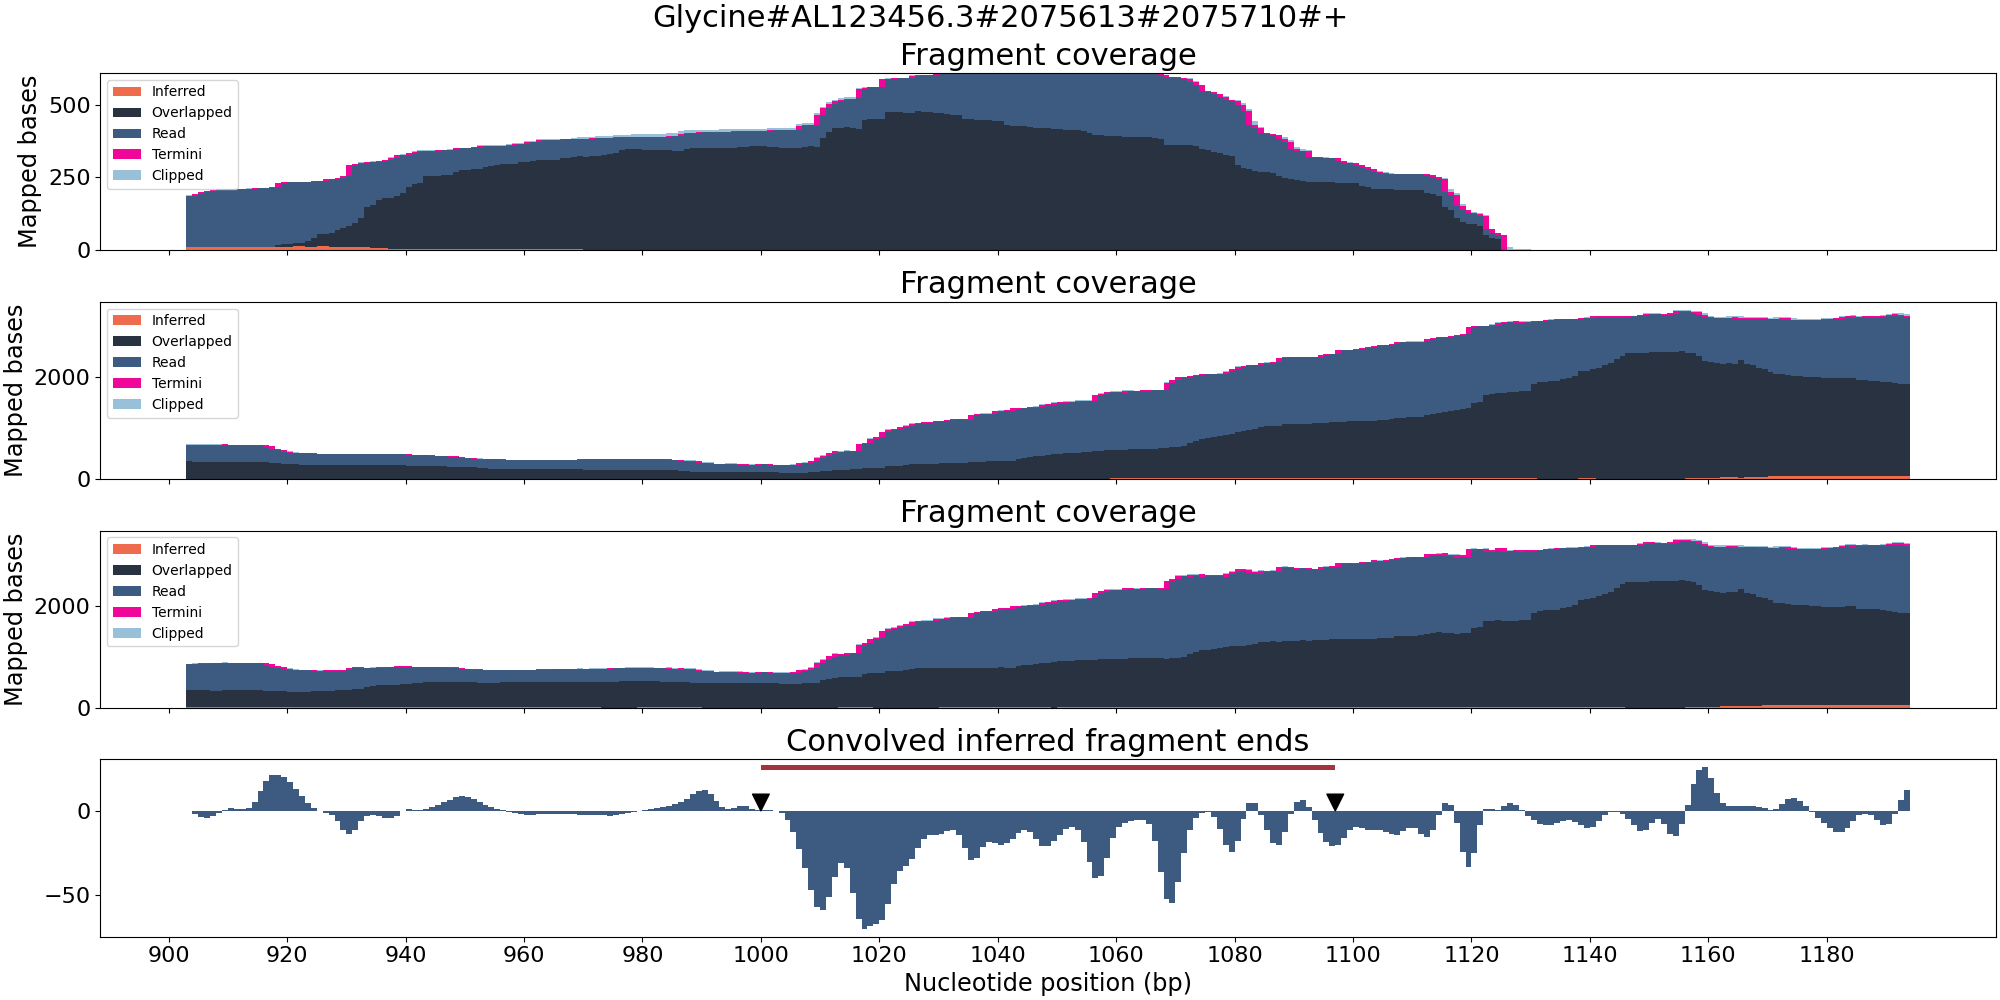 Glycine#AL123456.3#2075613#2075710#+
Fragment coverage
Mapped bases
500
250
0
Inferred
Overlapped
Read
Termini
Clipped
Fragment coverage
Mapped bases
2000
0
Inferred
Overlapped
Read
Termini
Clipped
Fragment coverage
Mapped bases
2000
0
Inferred
Overlapped
Read
Termini
Clipped
Convolved inferred fragment ends
0
−50
900 920 940 960 980 1000 1020 1040 1060 1080 1100 1120 1140 1160 1180
Nucleotide position (bp)